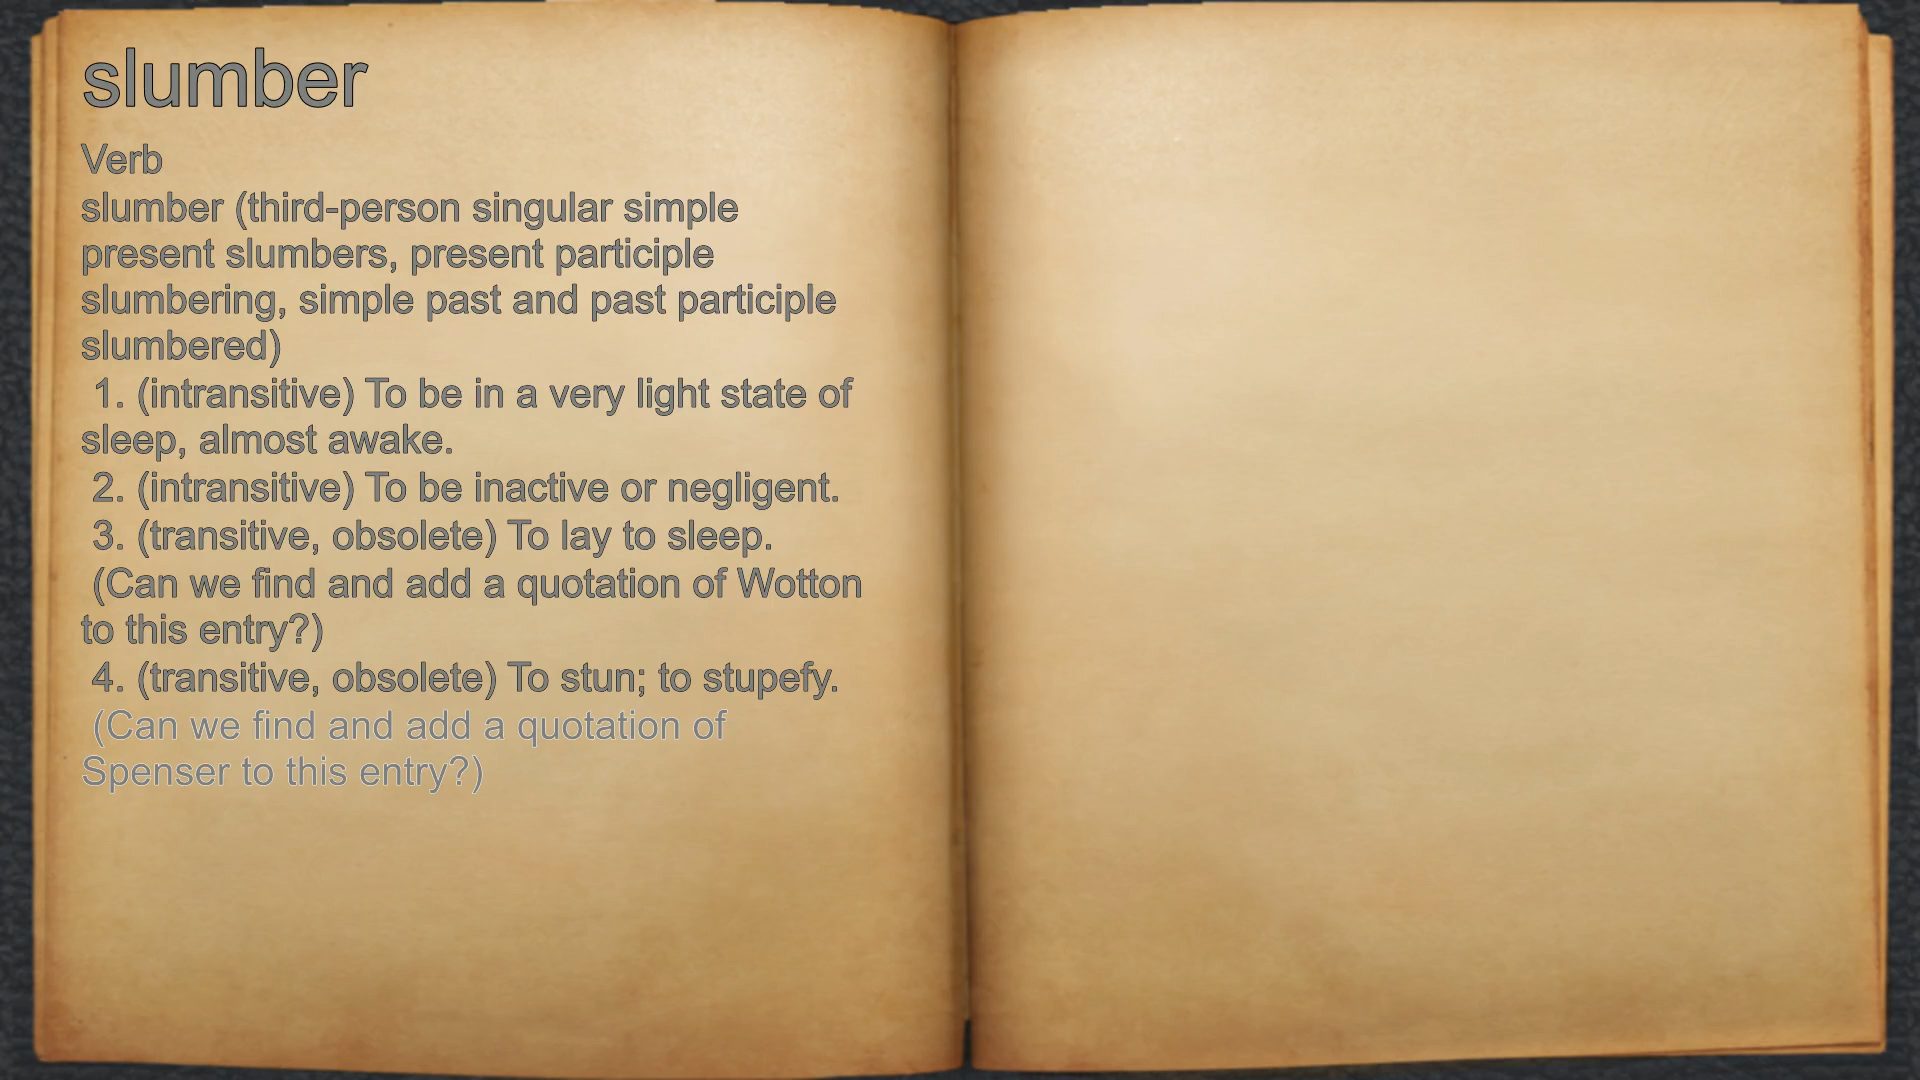 slumber
Verb
slumber (third-person singular simple
present slumbers, present participle
slumbering, simple past and past participle
slumbered)
1. (intransitive) To be in a very light state of
sleep, almost awake.
2. (intransitive) To be inactive or negligent.
3. (transitive, obsolete) To lay to sleep.
(Can we find and add a quotation of Wotton
to this entry?)
4. (transitive, obsolete) To stun; to stupefy.
(Can we find and add a quotation of
Spenser to this entry?)